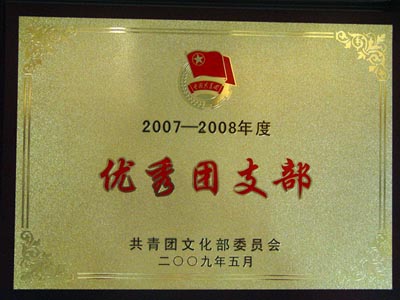 2007—2008年度
优秀团支部
共青团文化部委员会
二〇〇九年五月